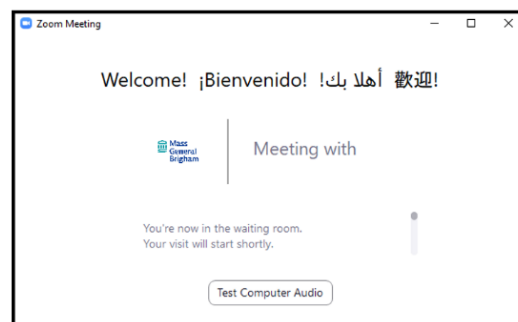 Zoom Meeting
Welcome! ¡Bienvenido! أهلا بك! 歡迎!
Mass
General
Brigham
Meeting with
You're now in the waiting room.
Your visit will start shortly.
Test Computer Audio